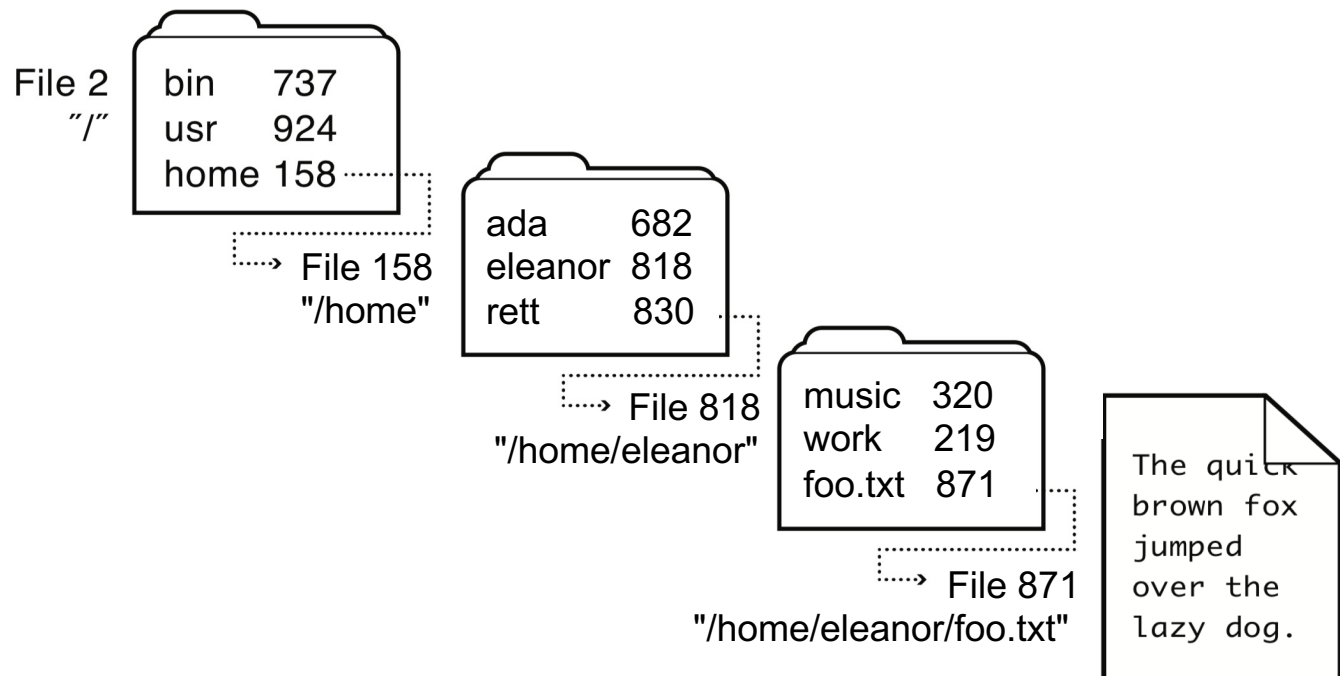 File 2
"/"
bin 737
usr 924
home 158
File 158
"/home"
ada 682
eleanor 818
rett 830
File 818
"/home/eleanor"
music 320
work 219
foo.txt 871
File 871
"/home/eleanor/foo.txt"
The quick
brown fox
jumped
over the
lazy dog.